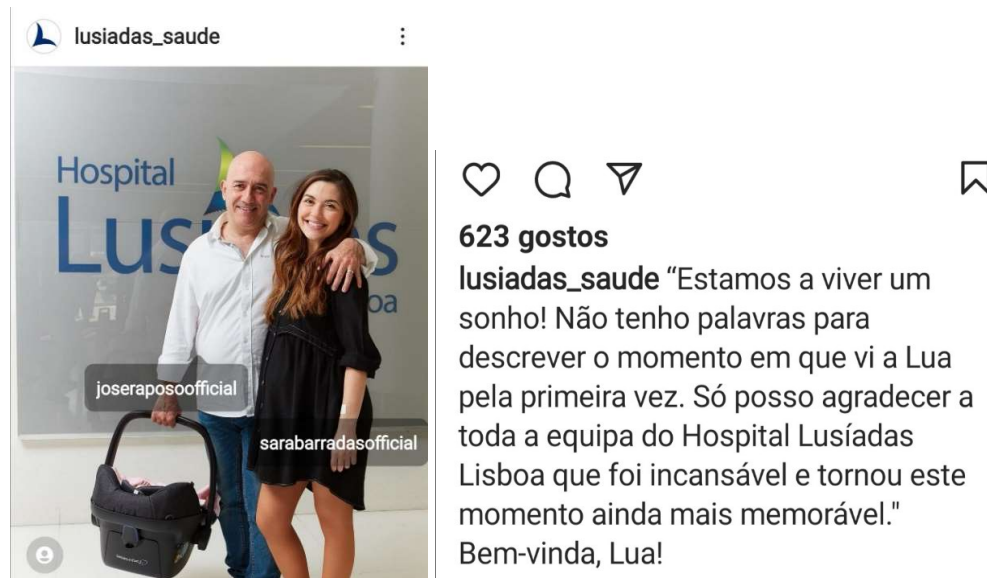 lusiadas_saude
Hospital
Lus as
oa
joseraposoofficial
sarabarradasofficial
623 gostos
lusiadas_saude “Estamos a viver um
sonho! Não tenho palavras para
descrever o momento em que vi a Lua
pela primeira vez. Só posso agradecer a
toda a equipa do Hospital Lusíadas
Lisboa que foi incansável e tornou este
momento ainda mais memorável."
Bem-vinda, Lua!